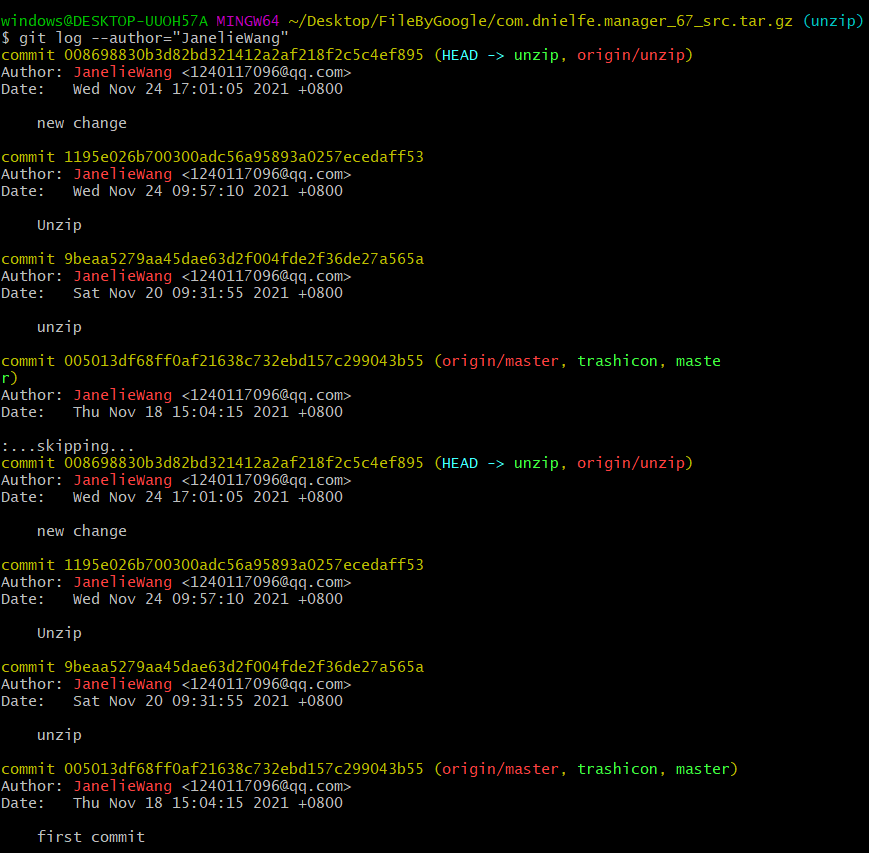 windows@DESKTOP-UUOH57A MINGW64 ~/Desktop/FileByGoogle/com.dnielfe.manager_67_src.tar.gz (unzip)
$ git log --author="JanelieWang"
commit 008698830b3d82bd321412a2af218f2c5c4ef895 (HEAD -> unzip, origin/unzip)
Author: JanelieWang <1240117096@qq.com>
Date:   Wed Nov 24 17:01:05 2021 +0800
    new change
commit 1195e026b700300adc56a95893a0257ecedaff53
Author: JanelieWang <1240117096@qq.com>
Date:   Wed Nov 24 09:57:10 2021 +0800
    Unzip
commit 9beaa5279aa45dae63d2f004fde2f36de27a565a
Author: JanelieWang <1240117096@qq.com>
Date:   Sat Nov 20 09:31:55 2021 +0800
    unzip
commit 005013df68ff0af21638c732ebd157c299043b55 (origin/master, trashicon, maste
r)
Author: JanelieWang <1240117096@qq.com>
Date:   Thu Nov 18 15:04:15 2021 +0800
:...skipping...
commit 008698830b3d82bd321412a2af218f2c5c4ef895 (HEAD -> unzip, origin/unzip)
Author: JanelieWang <1240117096@qq.com>
Date:   Wed Nov 24 17:01:05 2021 +0800
    new change
commit 1195e026b700300adc56a95893a0257ecedaff53
Author: JanelieWang <1240117096@qq.com>
Date:   Wed Nov 24 09:57:10 2021 +0800
    Unzip
commit 9beaa5279aa45dae63d2f004fde2f36de27a565a
Author: JanelieWang <1240117096@qq.com>
Date:   Sat Nov 20 09:31:55 2021 +0800
    unzip
commit 005013df68ff0af21638c732ebd157c299043b55 (origin/master, trashicon, master)
Author: JanelieWang <1240117096@qq.com>
Date:   Thu Nov 18 15:04:15 2021 +0800
    first commit